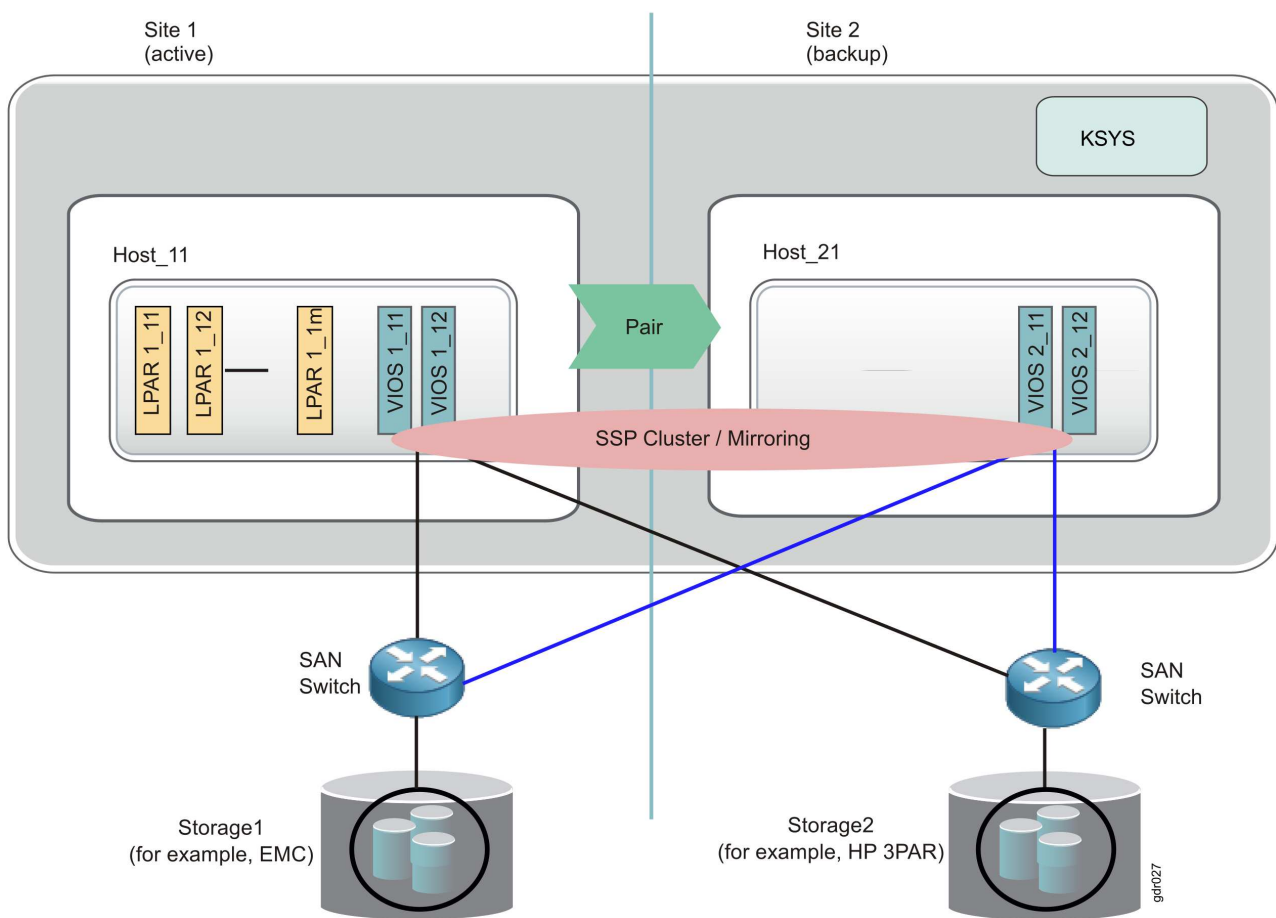 Site 1
(active)
Site 2
(backup)
KSYS
Host_11
Host_21
LPAR 1_11
LPAR 1_12
LPAR 1_1m
VIOS 1_11
VIOS 1_12
Pair
VIOS 2_11
VIOS 2_12
SSP Cluster / Mirroring
SAN
Switch
SAN
Switch
Storage1
(for example, EMC)
Storage2
(for example, HP 3PAR)
gdr027